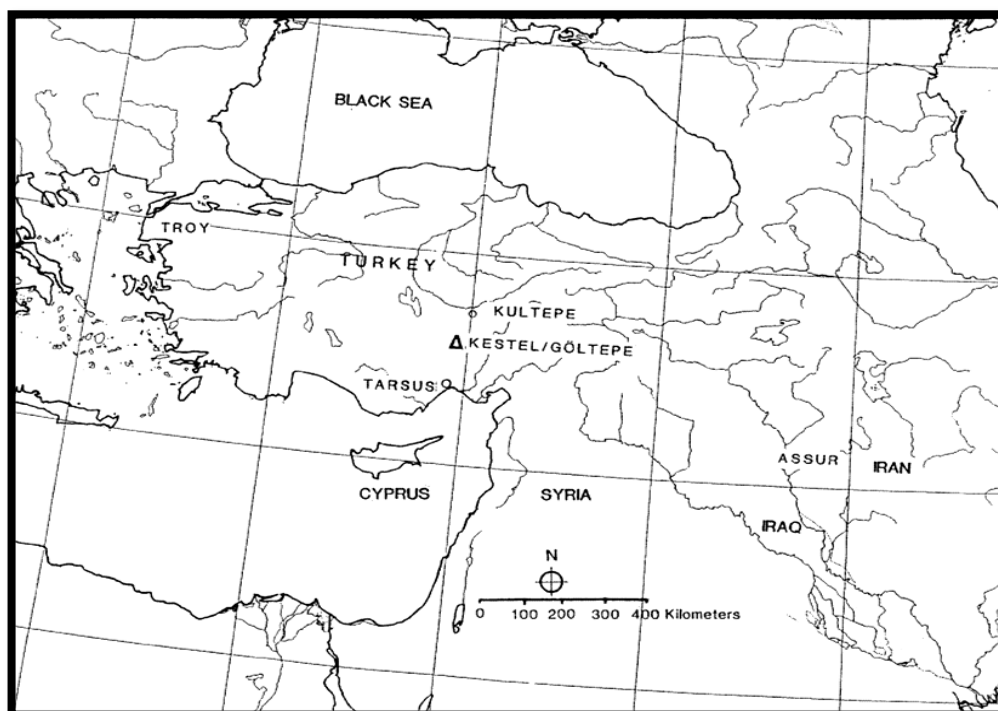 BLACK SEA
TROY
TURKEY
KULTEPE
Δ KESTEL/GÖLTEPE
TARSUS
ASSUR
IRAN
CYPRUS
SYRIA
IRAQ
N
0 100 200 300 400 Kilometers